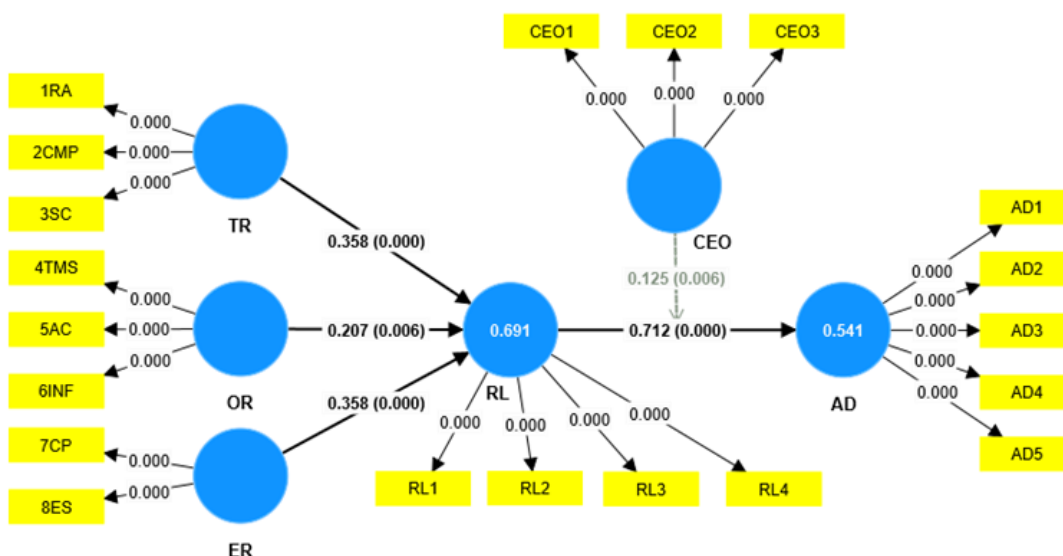 CEO1
CEO2
CEO3
0.000
0.000
0.000
CEO
0.125 (0.006)
1RA
2CMP
3SC
0.000
0.000
0.000
TR
0.358 (0.000)
4TMS
5AC
6INF
0.000
0.000
0.000
OR
0.207 (0.006)
7CP
8ES
0.000
0.000
ER
0.358 (0.000)
0.691
RL
0.712 (0.000)
0.000
0.000
0.000
0.000
RL1
RL2
RL3
RL4
0.541
AD
0.000
0.000
0.000
0.000
0.000
AD1
AD2
AD3
AD4
AD5